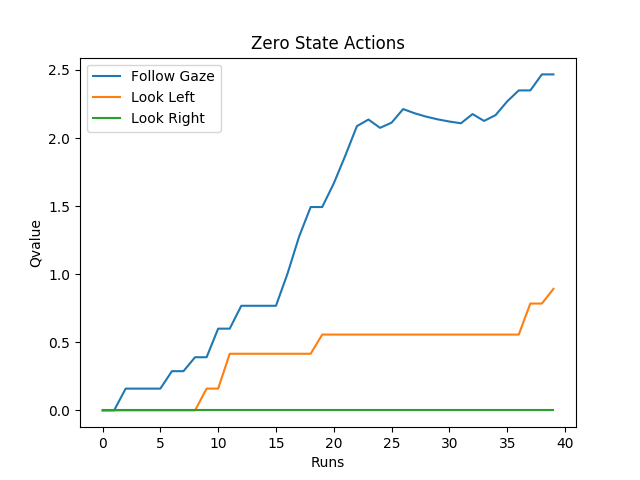 Zero State Actions
Follow Gaze
Look Left
Look Right
Qvalue
2.5
2.0
1.5
1.0
0.5
0.0
0 5 10 15 20 25 30 35 40
Runs